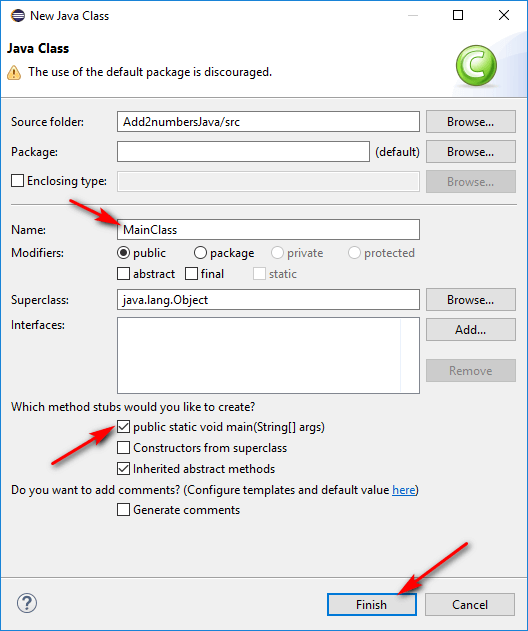 New Java Class
Java Class
The use of the default package is discouraged.
Source folder: Add2numbersJava/src Browse...
Package: (default) Browse...
Enclosing type: Browse...
Name: MainClass
Modifiers: public package private protected
abstract final static
Superclass: java.lang.Object Browse...
Interfaces: Add...
Remove
Which method stubs would you like to create?
public static void main(String[] args)
Constructors from superclass
Inherited abstract methods
Do you want to add comments? (Configure templates and default value here)
Generate comments
? Finish Cancel